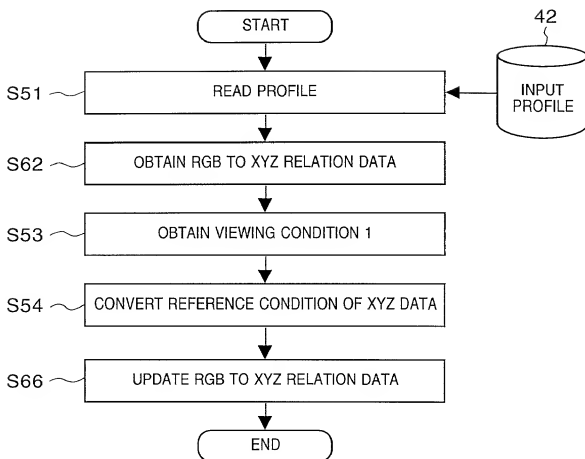 START
42
S51
READ PROFILE
INPUT
PROFILE
S62
OBTAIN RGB TO XYZ RELATION DATA
S53
OBTAIN VIEWING CONDITION 1
S54
CONVERT REFERENCE CONDITION OF XYZ DATA
S66
UPDATE RGB TO XYZ RELATION DATA
END